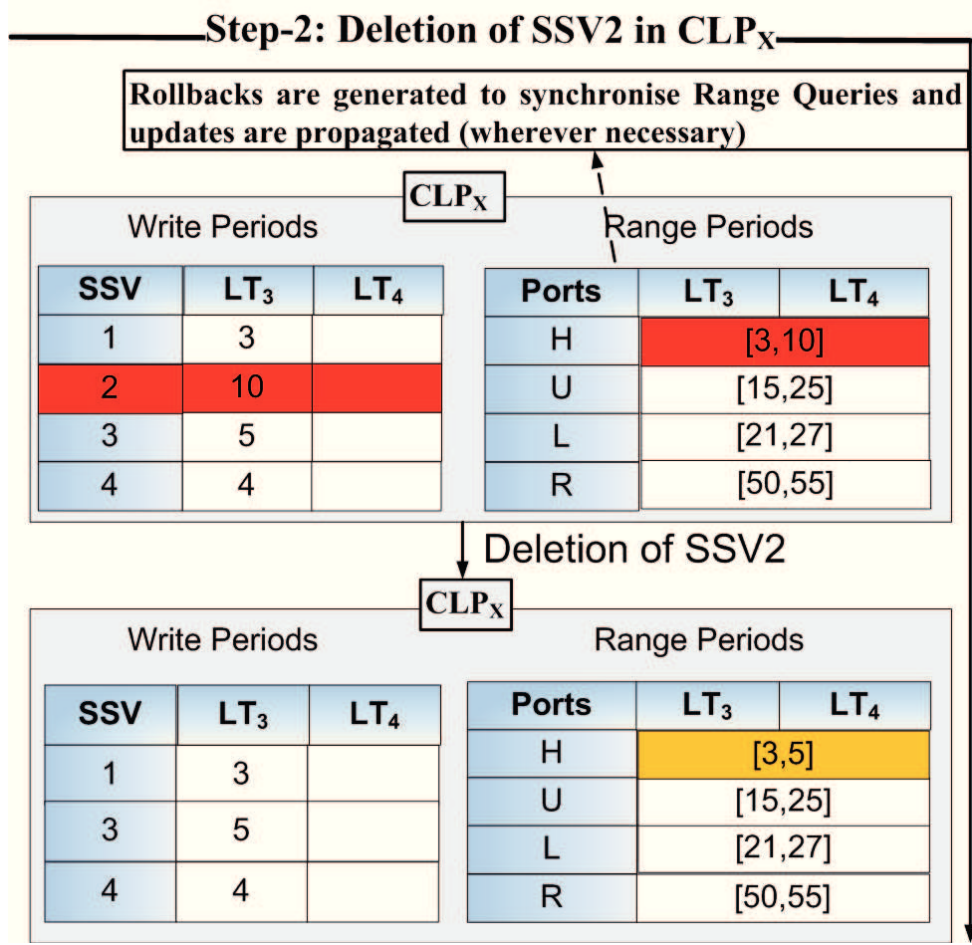 Step-2: Deletion of SSV2 in CLPX
Rollbacks are generated to synchronise Range Queries and
updates are propagated (wherever necessary)
CLPX
Write Periods
Range Periods
SSV LT3 LT4
1 3
2 10
3 5
4 4
Ports LT3 LT4
H [3,10]
U [15,25]
L [21,27]
R [50,55]
Deletion of SSV2
CLPX
Write Periods
Range Periods
SSV LT3 LT4
1 3
3 5
4 4
Ports LT3 LT4
H [3,5]
U [15,25]
L [21,27]
R [50,55]